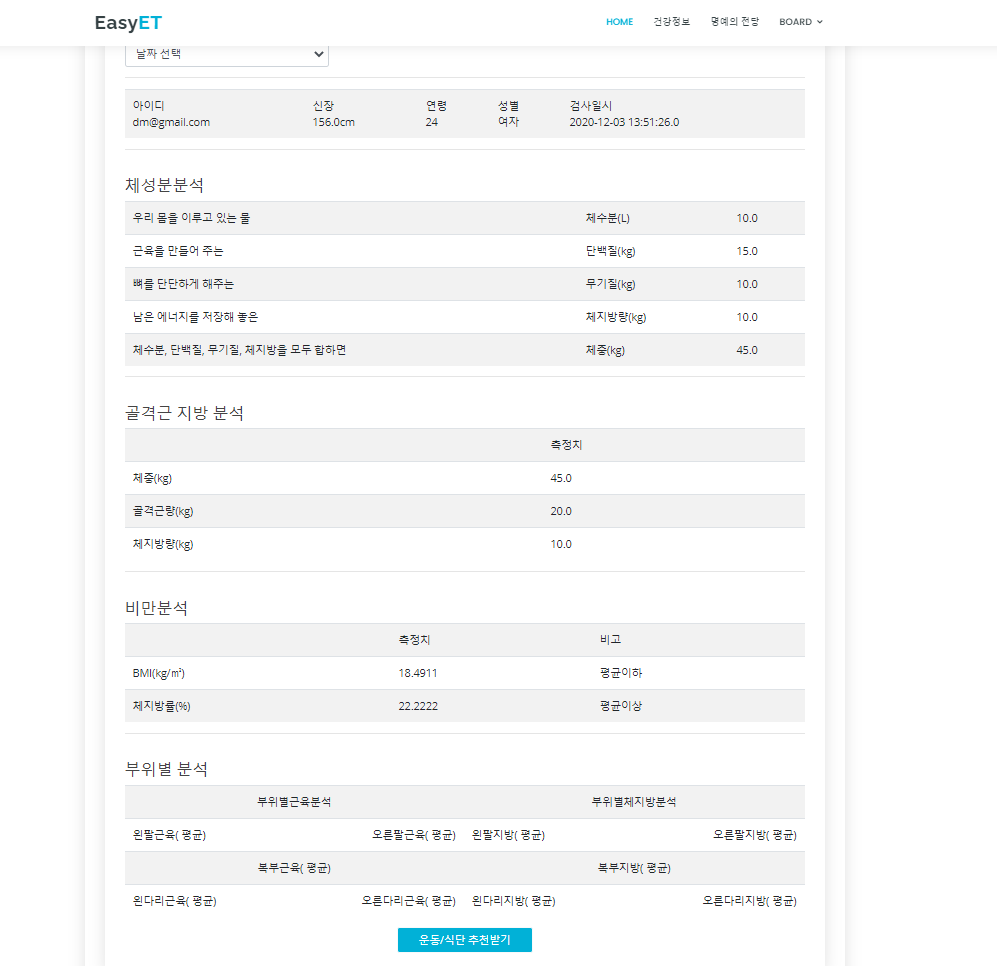 EasyET HOME 건강정보 명예의 전당 BOARD
날짜 선택
아이디 신장 연령 성별 검사일시
dm@gmail.com 156.0cm 24 여자 2020-12-03 13:51:26.0
체성분분석
우리 몸을 이루고 있는 물 체수분(L) 10.0
근육을 만들어 주는 단백질(kg) 15.0
뼈를 단단하게 해주는 무기질(kg) 10.0
남은 에너지를 저장해 놓은 체지방량(kg) 10.0
체수분, 단백질, 무기질, 체지방을 모두 합하면 체중(kg) 45.0
골격근 지방 분석
측정치
체중(kg) 45.0
골격근량(kg) 20.0
체지방량(kg) 10.0
비만분석
측정치 비고
BMI(kg/㎡) 18.4911 평균이하
체지방률(%) 22.2222 평균이상
부위별 분석
부위별근육분석 부위별체지방분석
왼팔근육( 평균) 오른팔근육( 평균) 왼팔지방( 평균) 오른팔지방( 평균)
복부근육( 평균) 복부지방( 평균)
왼다리근육( 평균) 오른다리근육( 평균) 왼다리지방( 평균) 오른다리지방( 평균)
운동/식단 추천받기